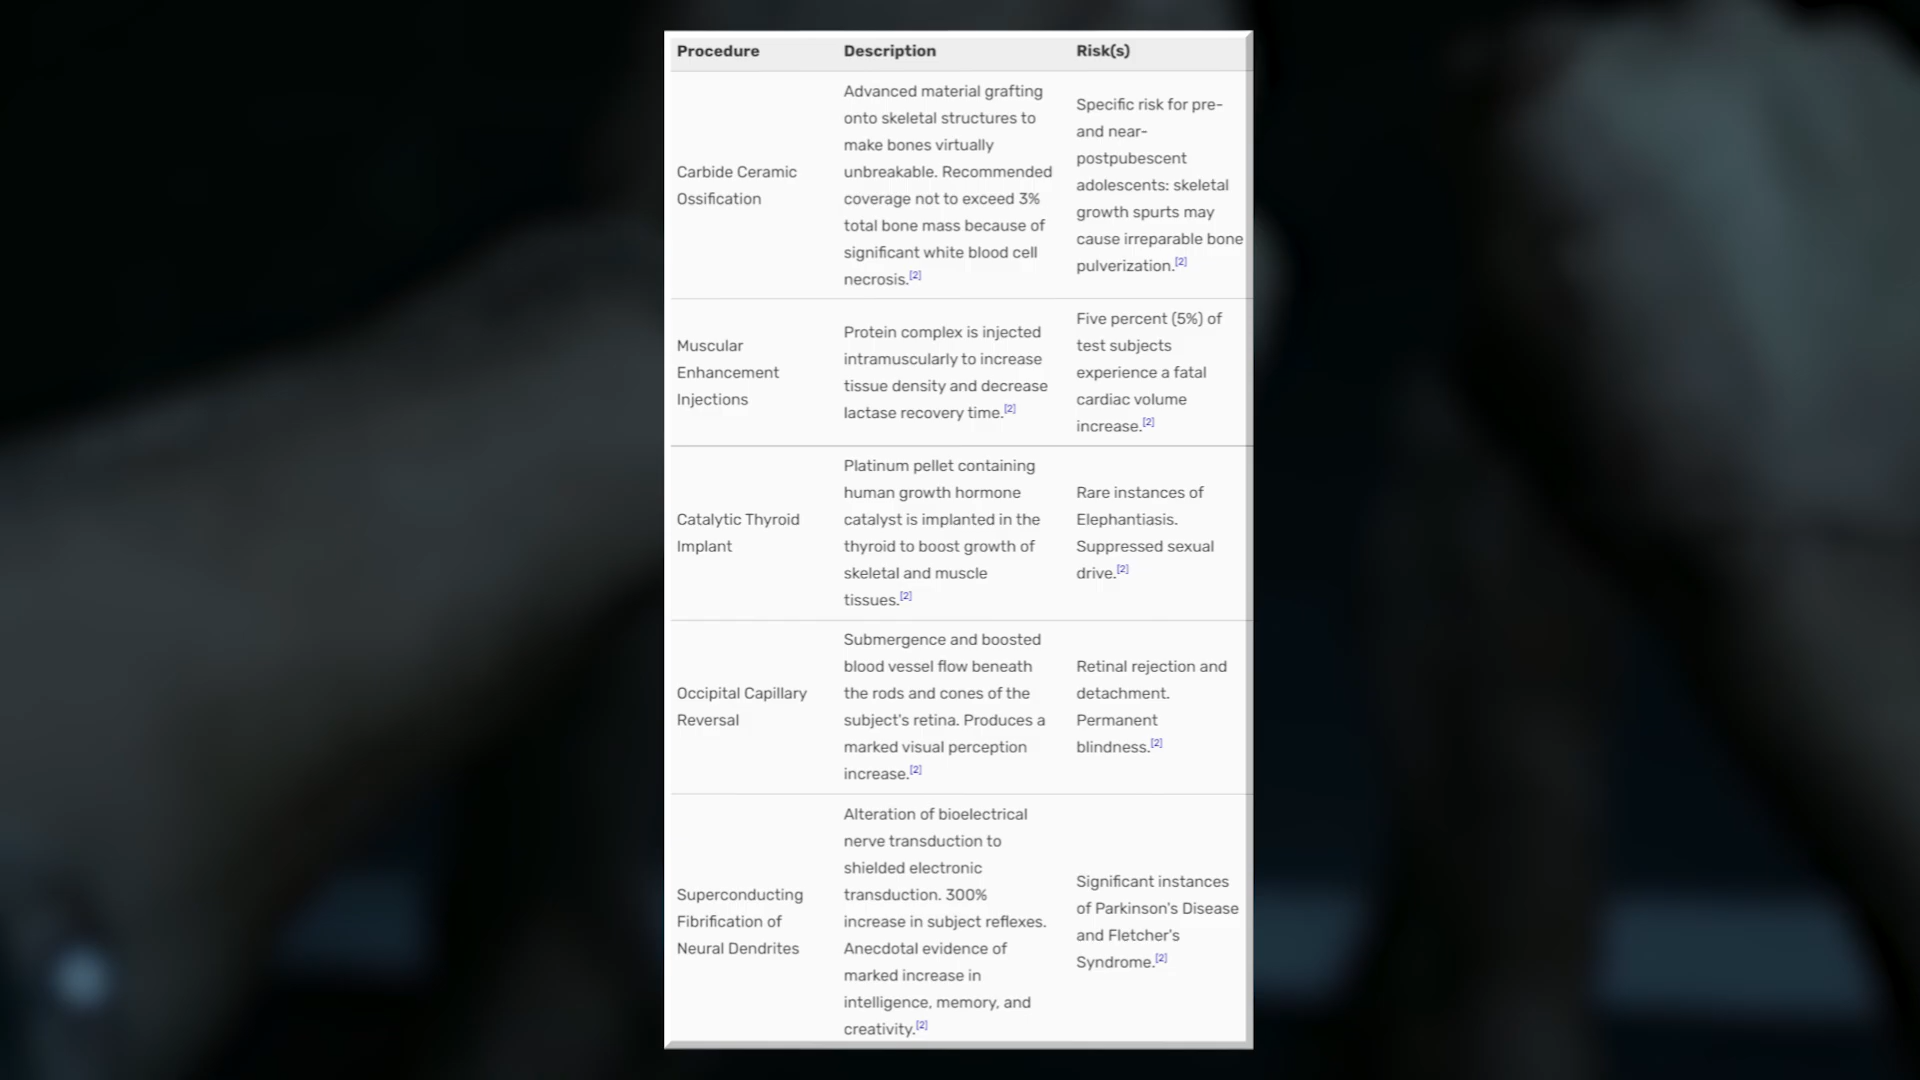 Procedure Description Risk(s)
Carbide Ceramic
Ossification
Advanced material grafting
onto skeletal structures to
make bones virtually
unbreakable. Recommended
coverage not to exceed 3%
total bone mass because of
significant white blood cell
necrosis.[2]
Specific risk for pre-
and near-
postpubescent
adolescents: skeletal
growth spurts may
cause irreparable bone
pulverization.[2]
Muscular
Enhancement
Injections
Protein complex is injected
intramuscularly to increase
tissue density and decrease
lactase recovery time.[2]
Five percent (5%) of
test subjects
experience a fatal
cardiac volume
increase.[2]
Catalytic Thyroid
Implant
Platinum pellet containing
human growth hormone
catalyst is implanted in the
thyroid to boost growth of
skeletal and muscle
tissues.[2]
Rare instances of
Elephantiasis.
Suppressed sexual
drive.[2]
Occipital Capillary
Reversal
Submergence and boosted
blood vessel flow beneath
the rods and cones of the
subject's retina. Produces a
marked visual perception
increase.[2]
Retinal rejection and
detachment.
Permanent
blindness.[2]
Superconducting
Fibrification of
Neural Dendrites
Alteration of bioelectrical
nerve transduction to
shielded electronic
transduction. 300%
increase in subject reflexes.
Anecdotal evidence of
marked increase in
intelligence, memory, and
creativity.[2]
Significant instances
of Parkinson's Disease
and Fletcher's
Syndrome.[2]